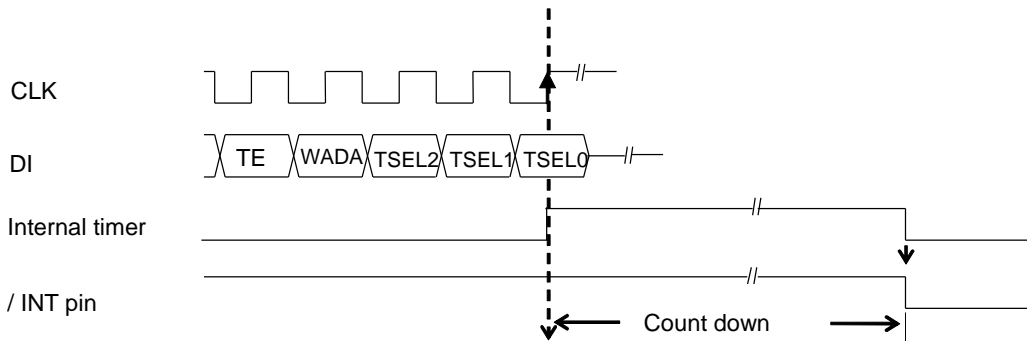 CLK
DI
TE WADA TSEL2 TSEL1 TSEL0
Internal timer
/ INT pin
Count down